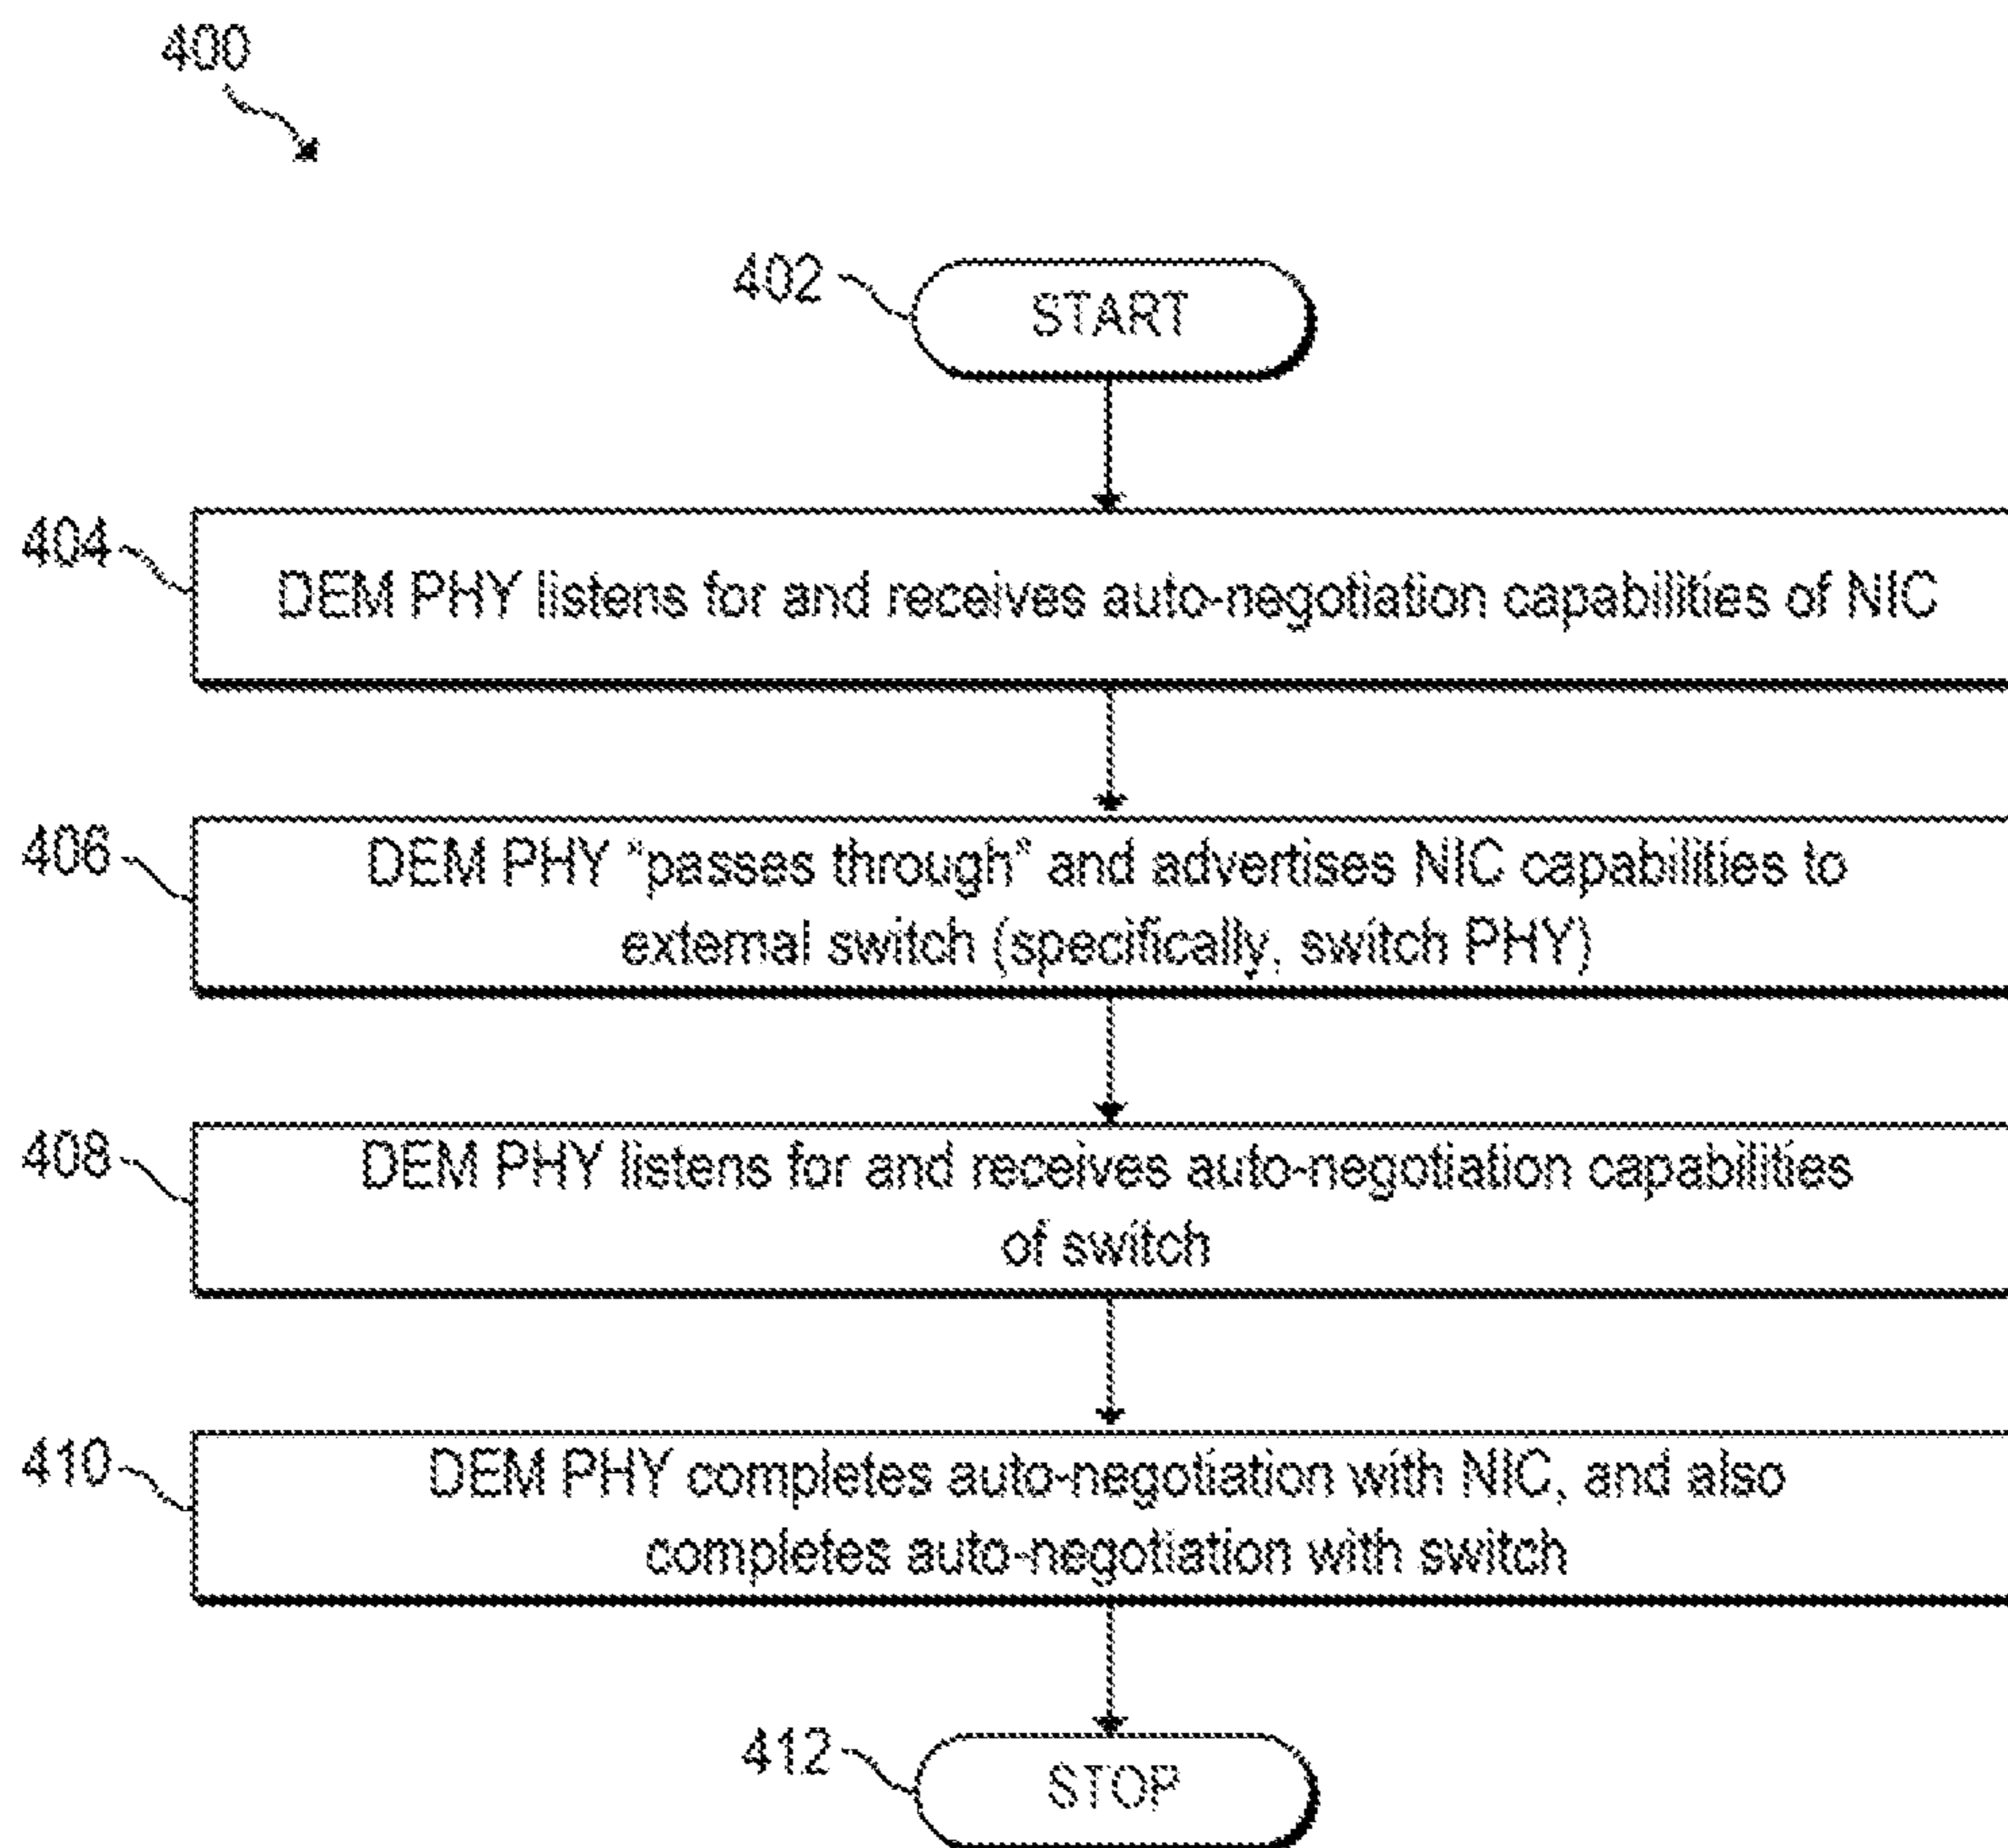 400
402
START
404
DEM PHY listens for and receives auto-negotiation capabilities of NIC
406
DEM PHY "passes through" and advertises NIC capabilities to
external switch (specifically, switch PHY)
408
DEM PHY listens for and receives auto-negotiation capabilities
of switch
410
DEM PHY completes auto-negotiation with NIC, and also
completes auto-negotiation with switch
412
STOP